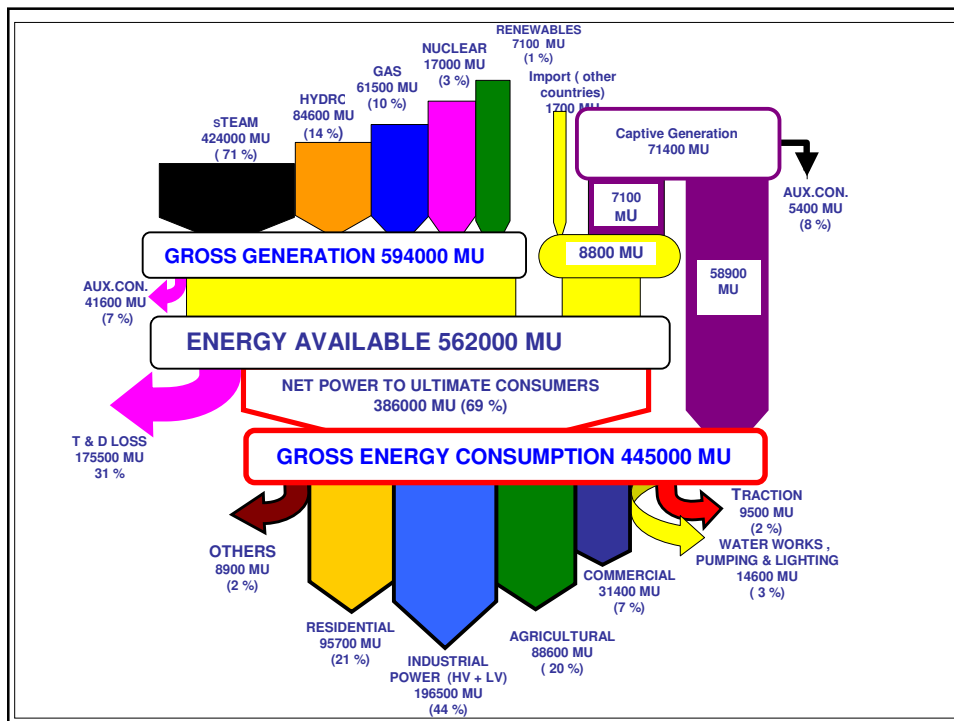 RENEWABLES
7100 MU
(1 %)
NUCLEAR
17000 MU
(3 %)
GAS
61500 MU
(10 %)
HYDRO
84600 MU
(14 %)
sTEAM
424000 MU
( 71 %)
Import ( other
countries)
1700 MU
Captive Generation
71400 MU
AUX.CON.
5400 MU
(8 %)
7100
MU
8800 MU
58900
MU
GROSS GENERATION 594000 MU
AUX.CON.
41600 MU
(7 %)
ENERGY AVAILABLE 562000 MU
NET POWER TO ULTIMATE CONSUMERS
386000 MU (69 %)
T & D LOSS
175500 MU
31 %
GROSS ENERGY CONSUMPTION 445000 MU
TRACTION
9500 MU
(2 %)
WATER WORKS ,
PUMPING & LIGHTING
14600 MU
( 3 %)
OTHERS
8900 MU
(2 %)
COMMERCIAL
31400 MU
(7 %)
RESIDENTIAL
95700 MU
(21 %)
AGRICULTURAL
88600 MU
( 20 %)
INDUSTRIAL
POWER (HV + LV)
196500 MU
(44 %)